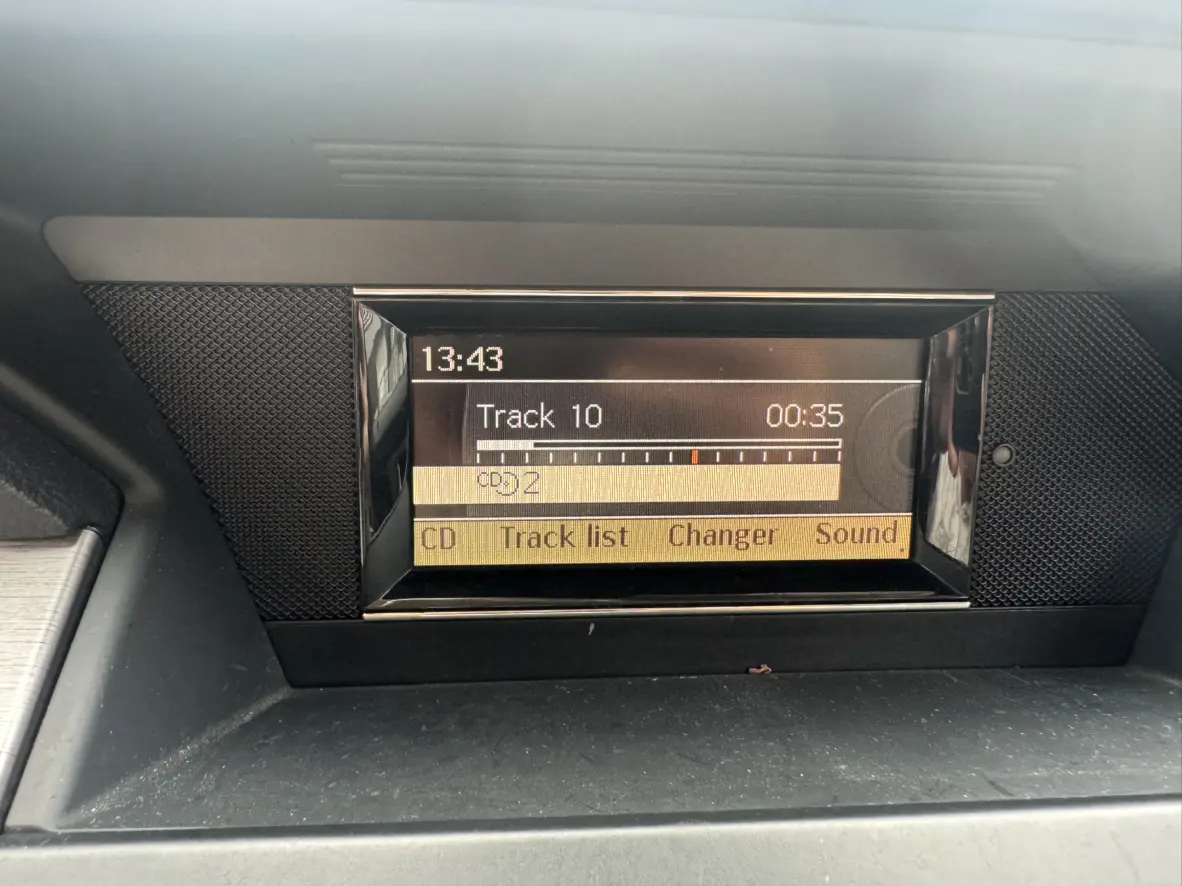 13:43
Track 10 00:35
CD 2
CD Track list Changer Sound